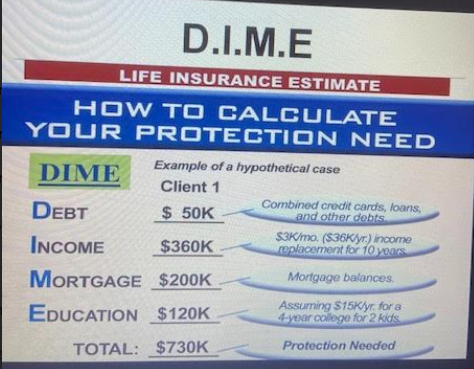 D.I.M.E
LIFE INSURANCE ESTIMATE
HOW TO CALCULATE
YOUR PROTECTION NEED
DIME
Example of a hypothetical case
Client 1
DEBT $ 50K Combined credit cards, loans,
and other debts.
INCOME $360K $3K/mo. ($36K/yr.) income
replacement for 10 years.
MORTGAGE $200K Mortgage balances.
EDUCATION $120K Assuming $15K/yr. for a
4-year college for 2 kids.
TOTAL: $730K Protection Needed